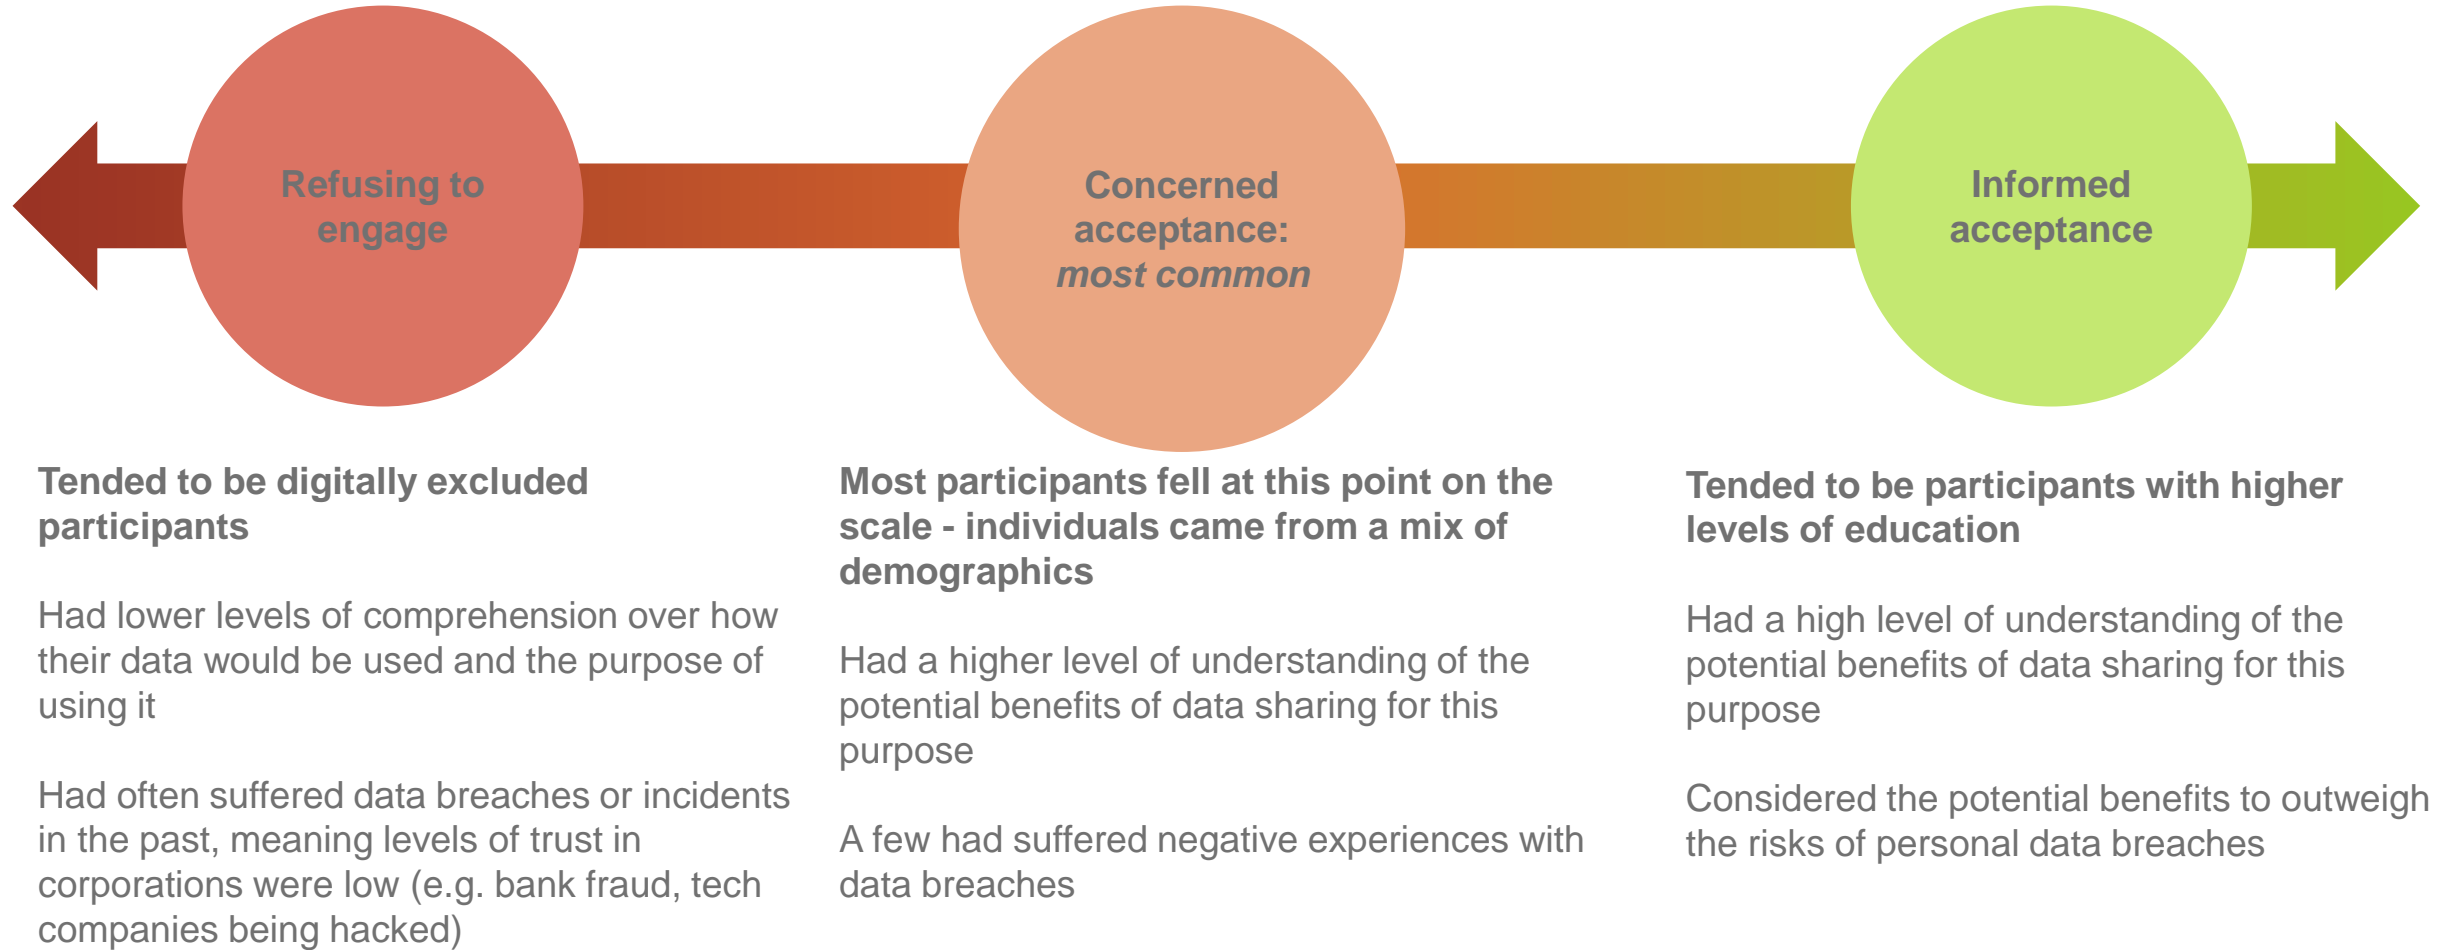 Refusing to
engage
Concerned
acceptance:
most common
Informed
acceptance
Tended to be digitally excluded
participants
Had lower levels of comprehension over how
their data would be used and the purpose of
using it
Had often suffered data breaches or incidents
in the past, meaning levels of trust in
corporations were low (e.g. bank fraud, tech
companies being hacked)
Most participants fell at this point on the
scale - individuals came from a mix of
demographics
Had a higher level of understanding of the
potential benefits of data sharing for this
purpose
A few had suffered negative experiences with
data breaches
Tended to be participants with higher
levels of education
Had a high level of understanding of the
potential benefits of data sharing for this
purpose
Considered the potential benefits to outweigh
the risks of personal data breaches